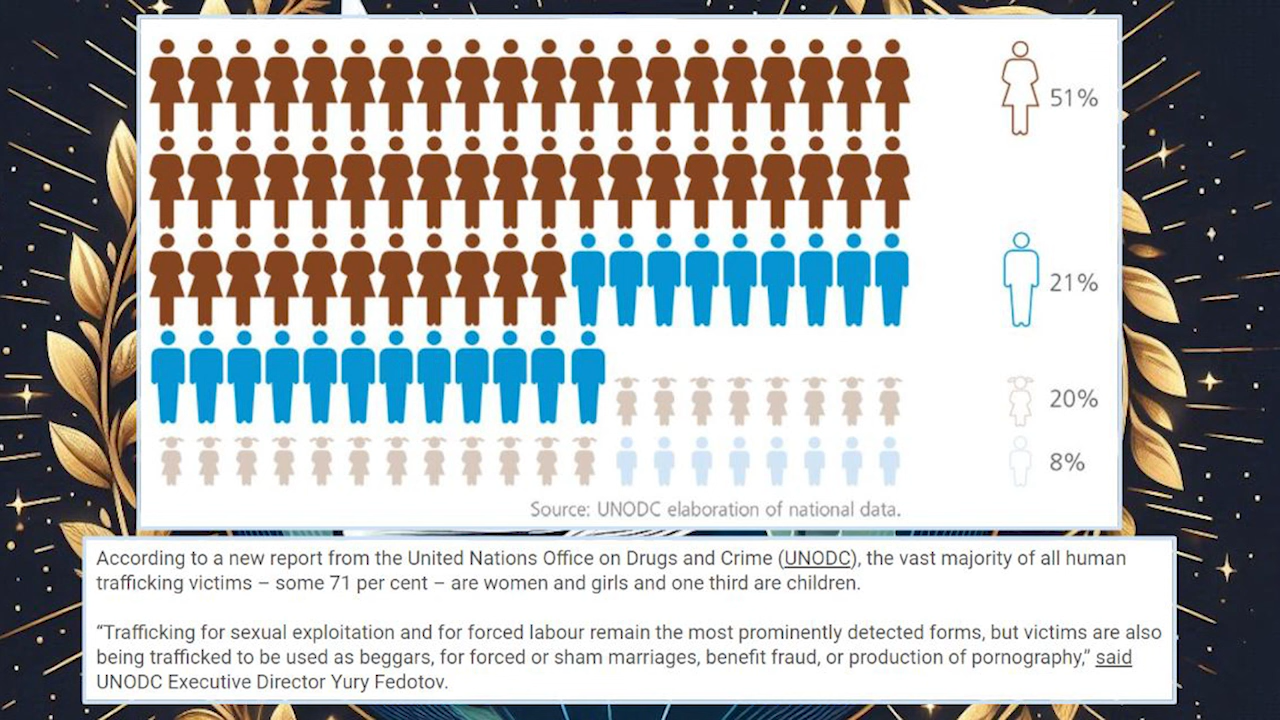 51%
21%
20%
8%
Source: UNODC elaboration of national data.
According to a new report from the United Nations Office on Drugs and Crime (UNODC), the vast majority of all human
trafficking victims – some 71 per cent – are women and girls and one third are children.
“Trafficking for sexual exploitation and for forced labour remain the most prominently detected forms, but victims are also
being trafficked to be used as beggars, for forced or sham marriages, benefit fraud, or production of pornography,” said
UNODC Executive Director Yury Fedotov.